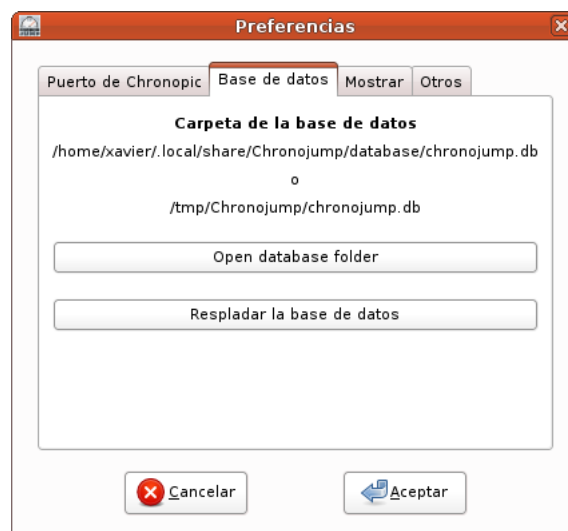 Preferencias
Puerto de Chronopic Base de datos Mostrar Otros
Carpeta de la base de datos
/home/xavier/.local/share/Chronojump/database/chronojump.db
o
/tmp/Chronojump/chronojump.db
Open database folder
Respladar la base de datos
Cancelar Aceptar